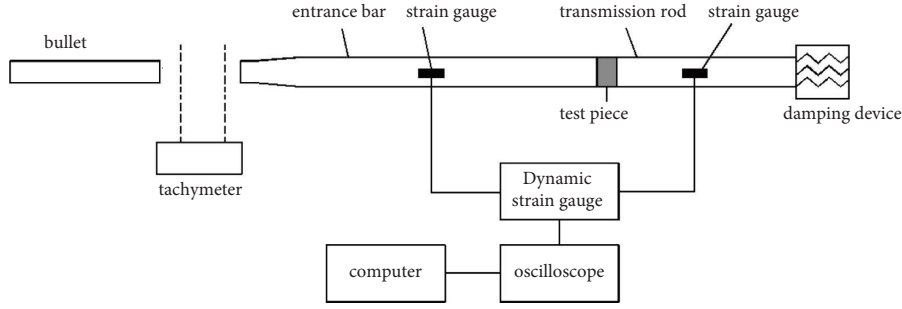 entrance bar
strain gauge
transmission rod
strain gauge
bullet
test piece
damping device
tachymeter
Dynamic
strain gauge
computer
oscilloscope